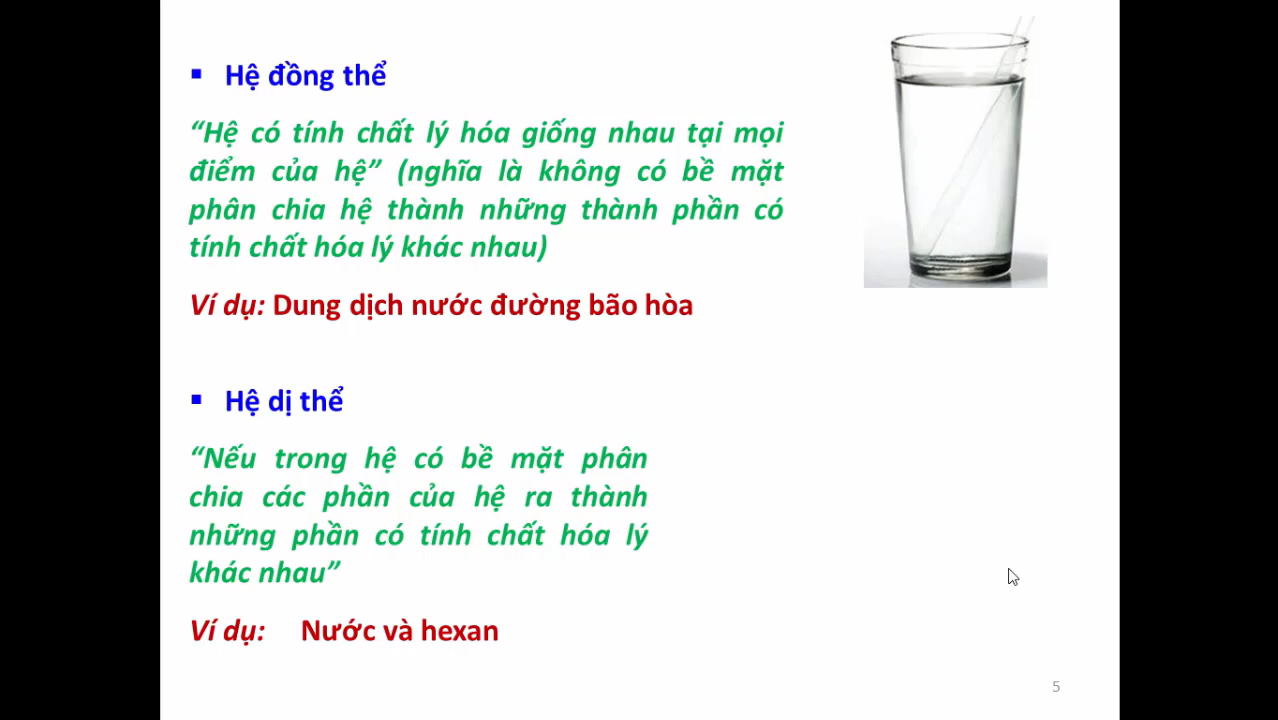 ▪ Hệ đồng thể
“Hệ có tính chất lý hóa giống nhau tại mọi
điểm của hệ” (nghĩa là không có bề mặt
phân chia hệ thành những thành phần có
tính chất hóa lý khác nhau)
Ví dụ: Dung dịch nước đường bão hòa
▪ Hệ dị thể
“Nếu trong hệ có bề mặt phân
chia các phần của hệ ra thành
những phần có tính chất hóa lý
khác nhau”
Ví dụ: Nước và hexan
5